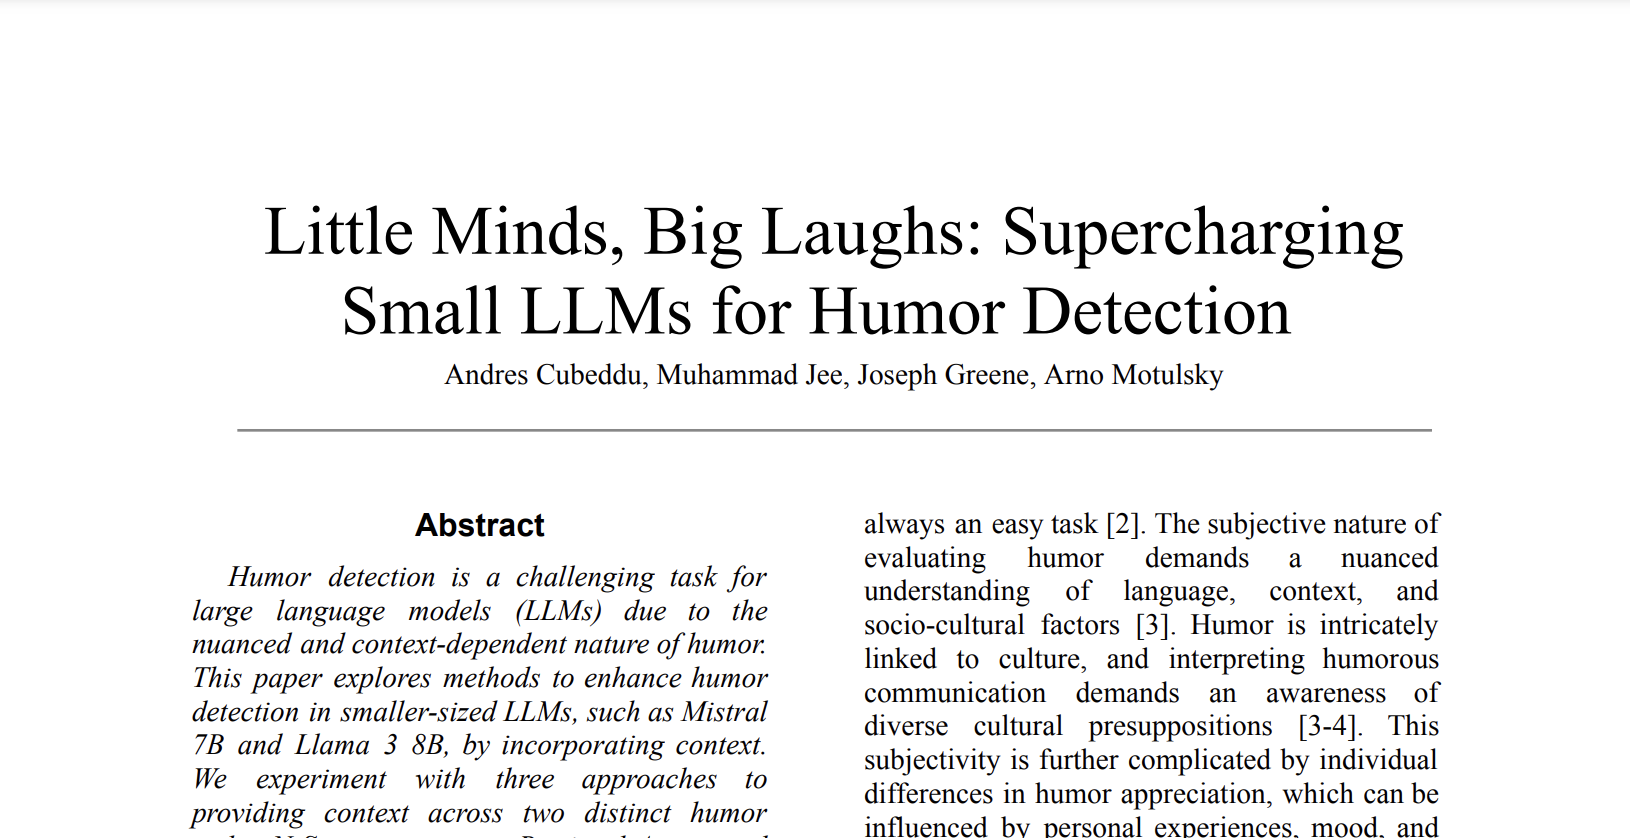 Little Minds, Big Laughs: Supercharging
Small LLMs for Humor Detection
Andres Cubeddu, Muhammad Jee, Joseph Greene, Arno Motulsky
Abstract
Humor detection is a challenging task for
large language models (LLMs) due to the
nuanced and context-dependent nature of humor.
This paper explores methods to enhance humor
detection in smaller-sized LLMs, such as Mistral
7B and Llama 3 8B, by incorporating context.
We experiment with three approaches to
providing context across two distinct humor
always an easy task [2]. The subjective nature of
evaluating humor demands a nuanced
understanding of language, context, and
socio-cultural factors [3]. Humor is intricately
linked to culture, and interpreting humorous
communication demands an awareness of
diverse cultural presuppositions [3-4]. This
subjectivity is further complicated by individual
differences in humor appreciation, which can be
influenced by personal experiences, mood, and